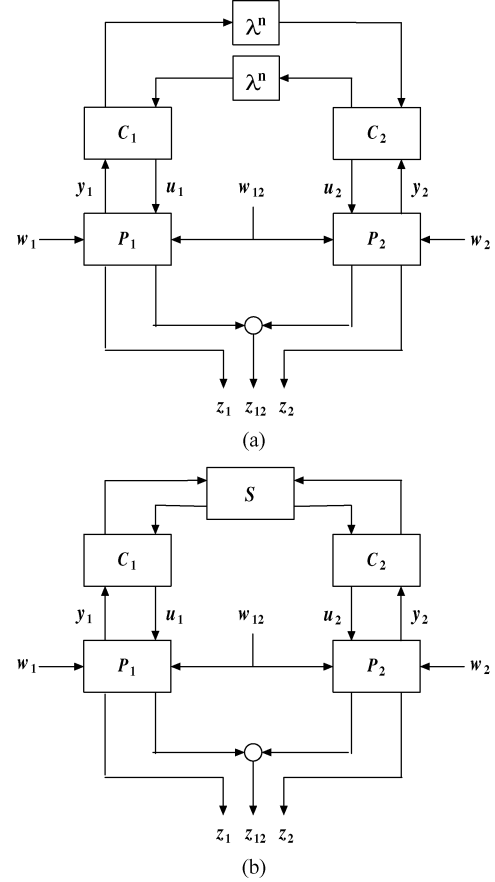 λⁿ
λⁿ
C₁ C₂
y₁ u₁ w₁₂ u₂ y₂
w₁ P₁ P₂ w₂
z₁ z₁₂ z₂
(a)
S
C₁ C₂
y₁ u₁ w₁₂ u₂ y₂
w₁ P₁ P₂ w₂
z₁ z₁₂ z₂
(b)